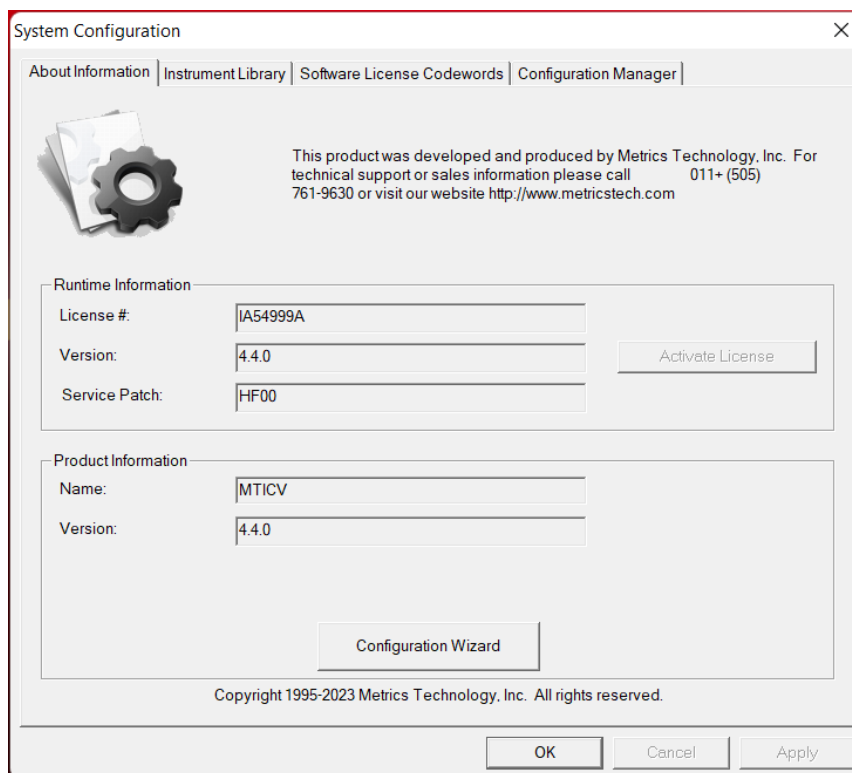 System Configuration
About Information Instrument Library Software License Codewords Configuration Manager
This product was developed and produced by Metrics Technology, Inc. For
technical support or sales information please call 011+ (505)
761-9630 or visit our website http://www.metricstech.com
Runtime Information
License #: IA54999A
Version: 4.4.0 Activate License
Service Patch: HF00
Product Information
Name: MTICV
Version: 4.4.0
Configuration Wizard
Copyright 1995-2023 Metrics Technology, Inc. All rights reserved.
OK Cancel Apply